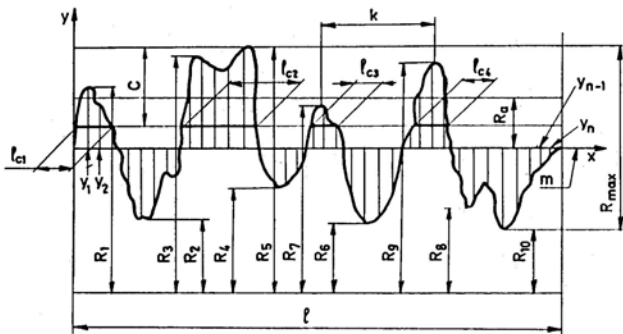 y
k
C
l_c2
l_c3
l_c4
y_n-1
y_n
R_a
x
l_c1
y_1 y_2
m
R_max
R_1 R_3 R_2 R_4 R_5 R_7 R_6 R_9 R_8 R_10
l